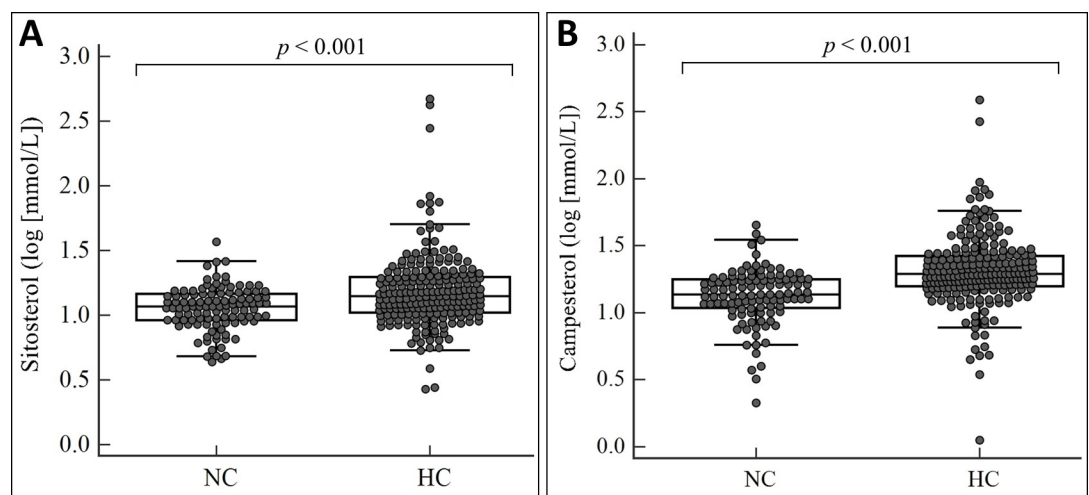 A
p < 0.001
Sitosterol (log [mmol/L])
3.0
2.5
2.0
1.5
1.0
0.5
0.0
NC
HC
B
p < 0.001
Campesterol (log [mmol/L])
3.0
2.5
2.0
1.5
1.0
0.5
0.0
NC
HC